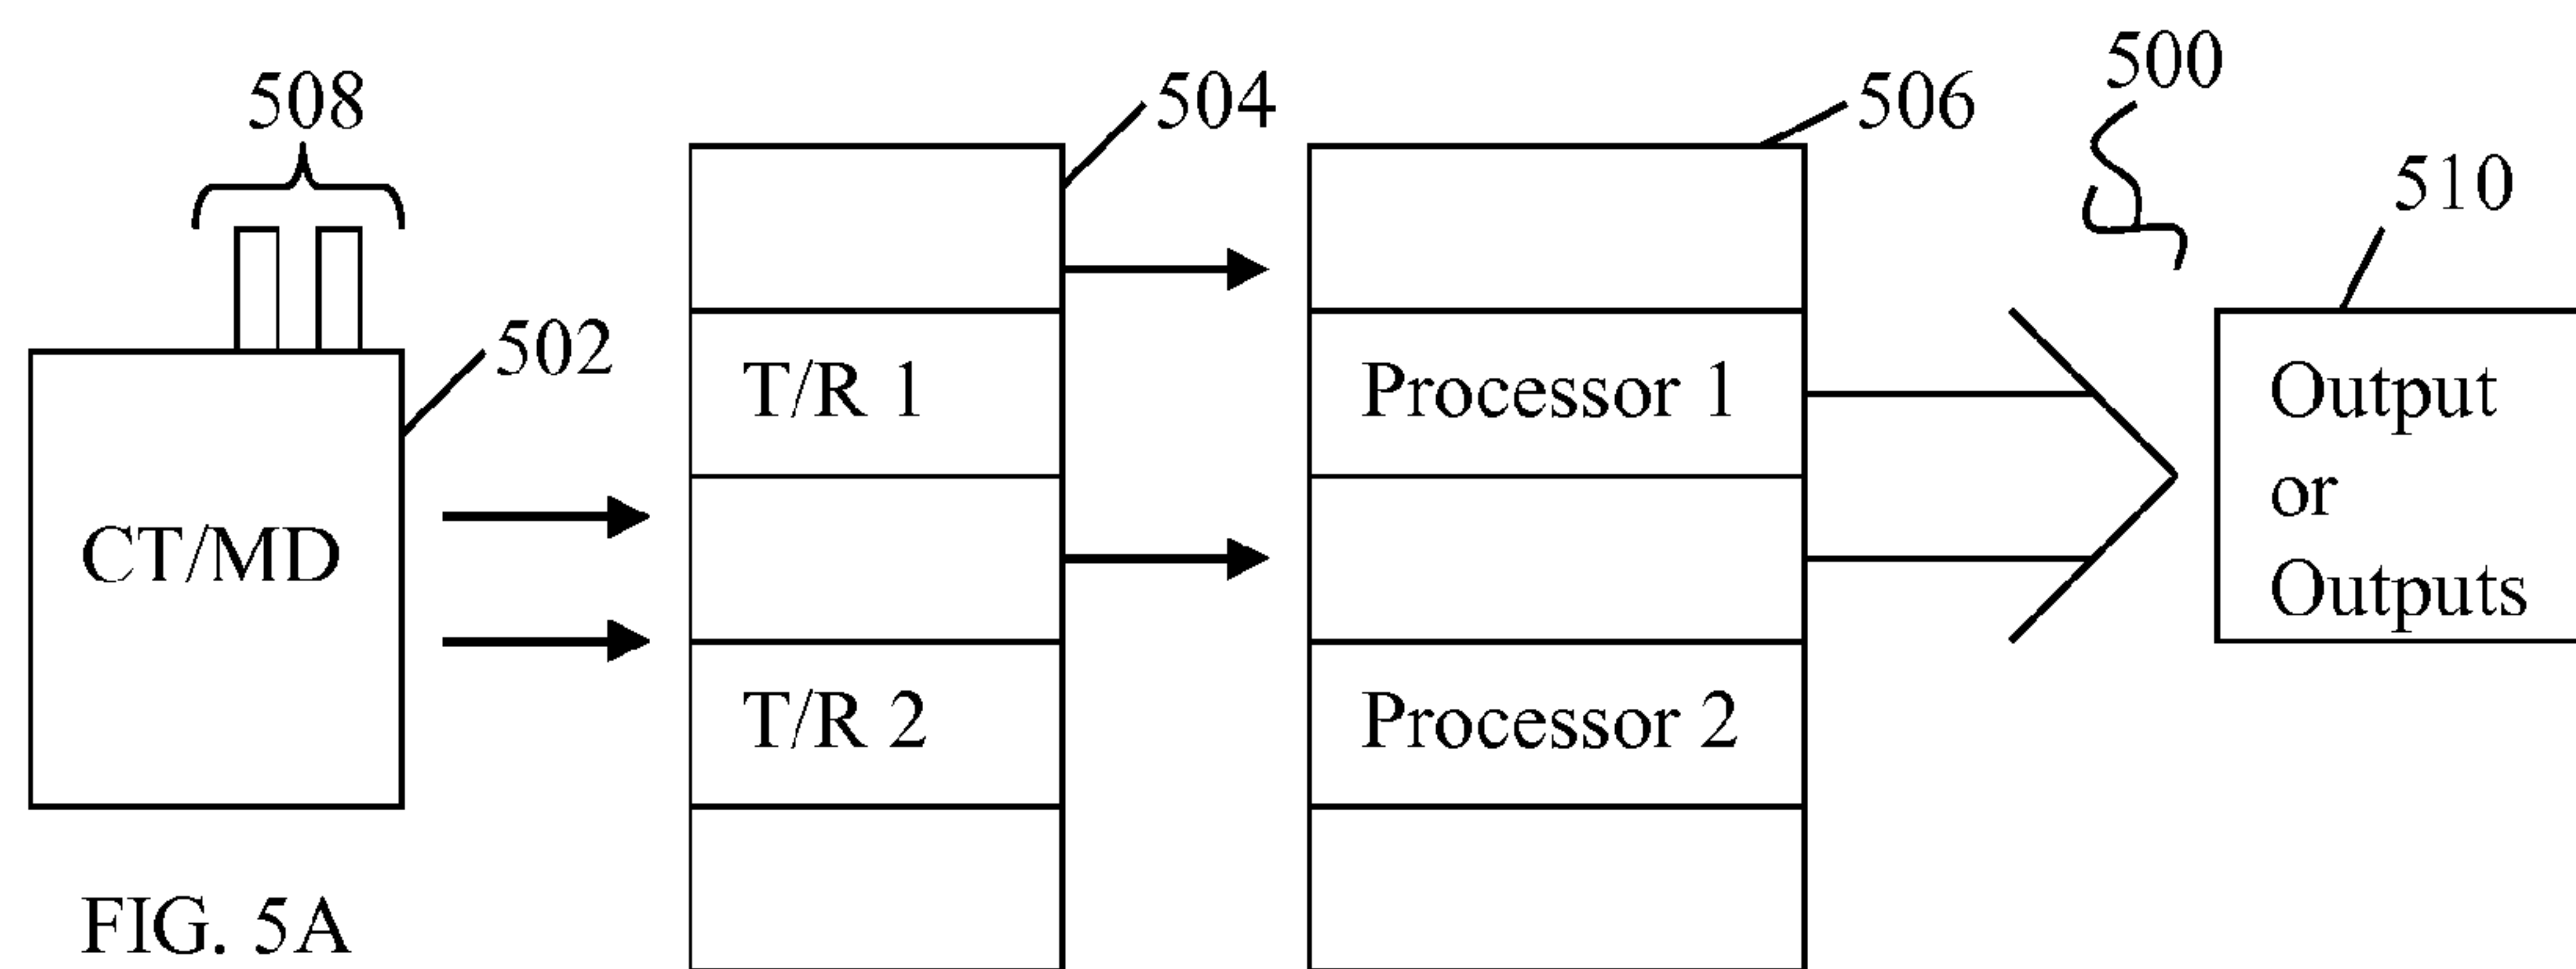 508
504
506
500
510
502
T/R 1
Processor 1
Output
or
Outputs
CT/MD
T/R 2
Processor 2
FIG. 5A